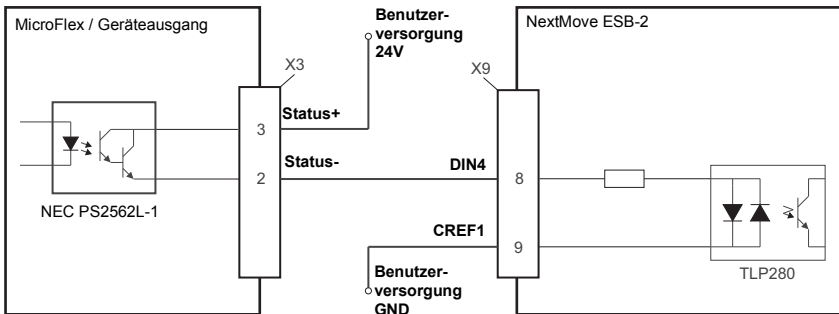 MicroFlex / Geräteausgang
Benutzer-
versorgung
24V
NextMove ESB-2
X3
X9
Status+
3
Status-
DIN4
2
8
NEC PS2562L-1
CREF1
9
TLP280
Benutzer-
versorgung
GND